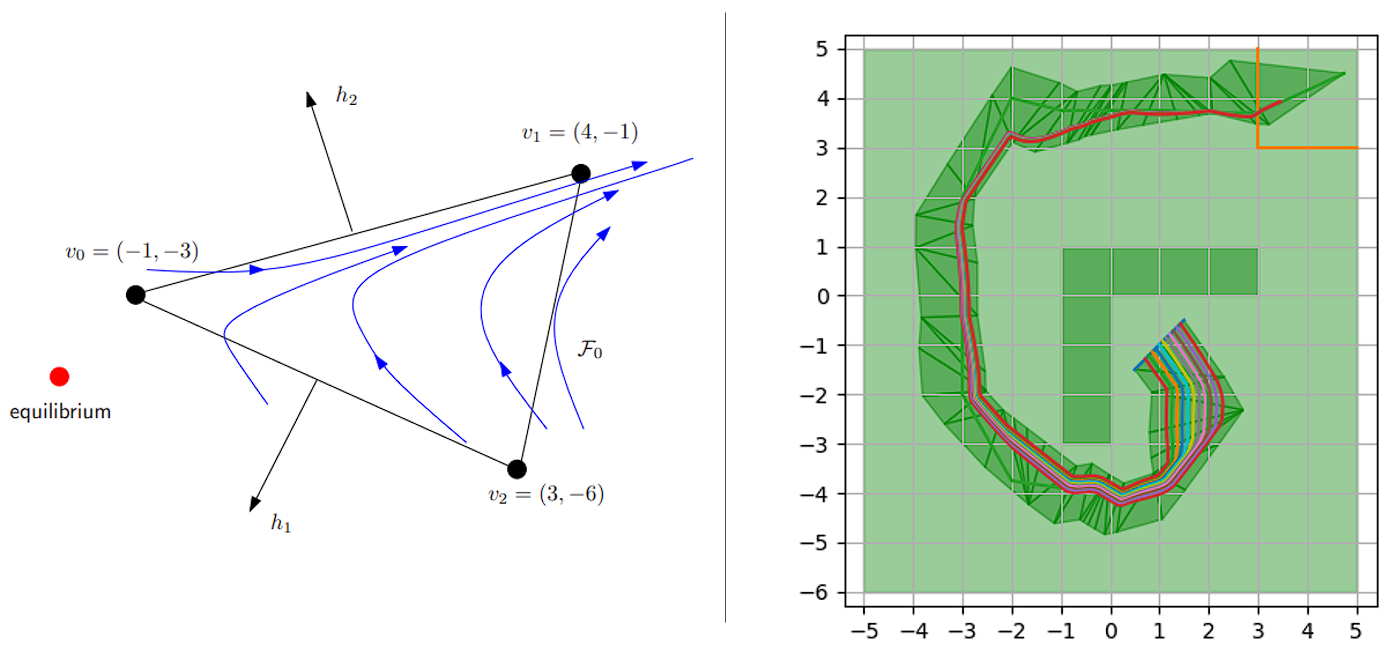 h₂
v₁ = (4, −1)
v₀ = (−1, −3)
ℱ₀
equilibrium
v₂ = (3, −6)
h₁
5
4
3
2
1
0
−1
−2
−3
−4
−5
−6
−5 −4 −3 −2 −1 0 1 2 3 4 5